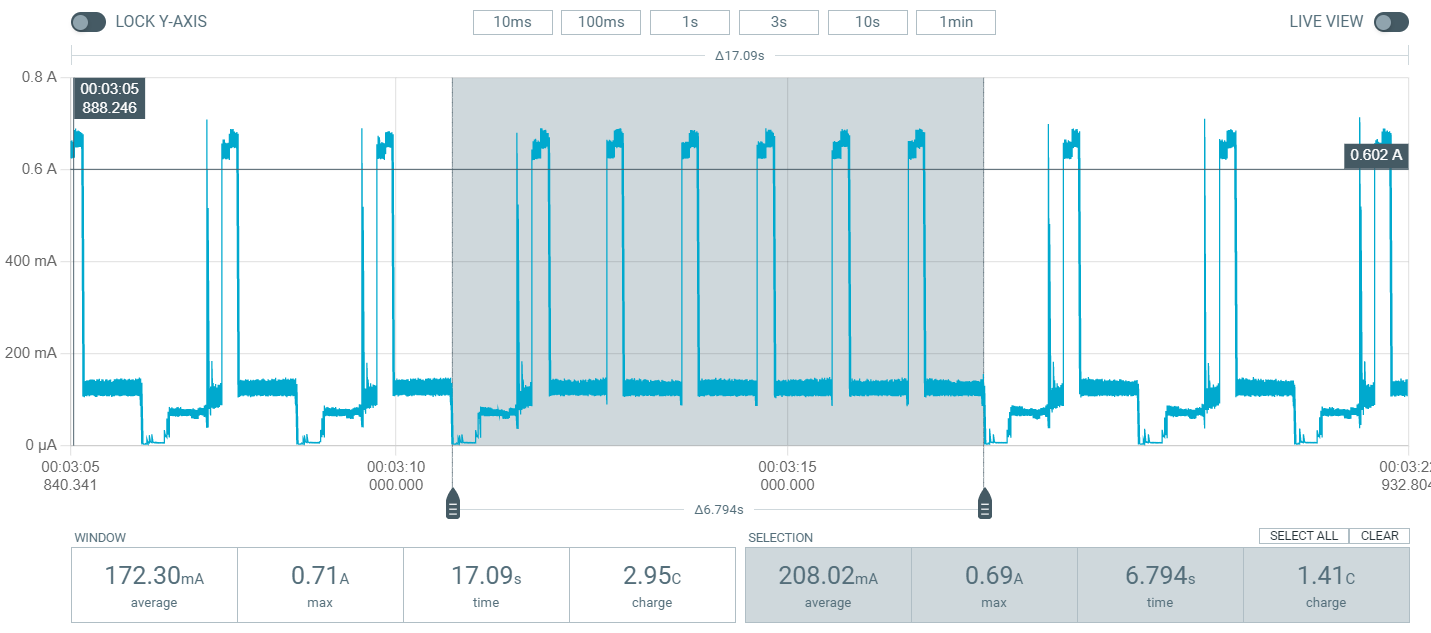 LOCK Y-AXIS 10ms 100ms 1s 3s 10s 1min LIVE VIEW
Δ17.09s
0.8 A
00:03:05
888.246
0.602 A
0.6 A
400 mA
200 mA
0 µA
00:03:05 00:03:10 00:03:15 00:03:22
840.341 000.000 000.000 932.804
Δ6.794s
WINDOW SELECTION SELECT ALL CLEAR
172.30mA 0.71A 17.09s 2.95C 208.02mA 0.69A 6.794s 1.41C
average max time charge average max time charge